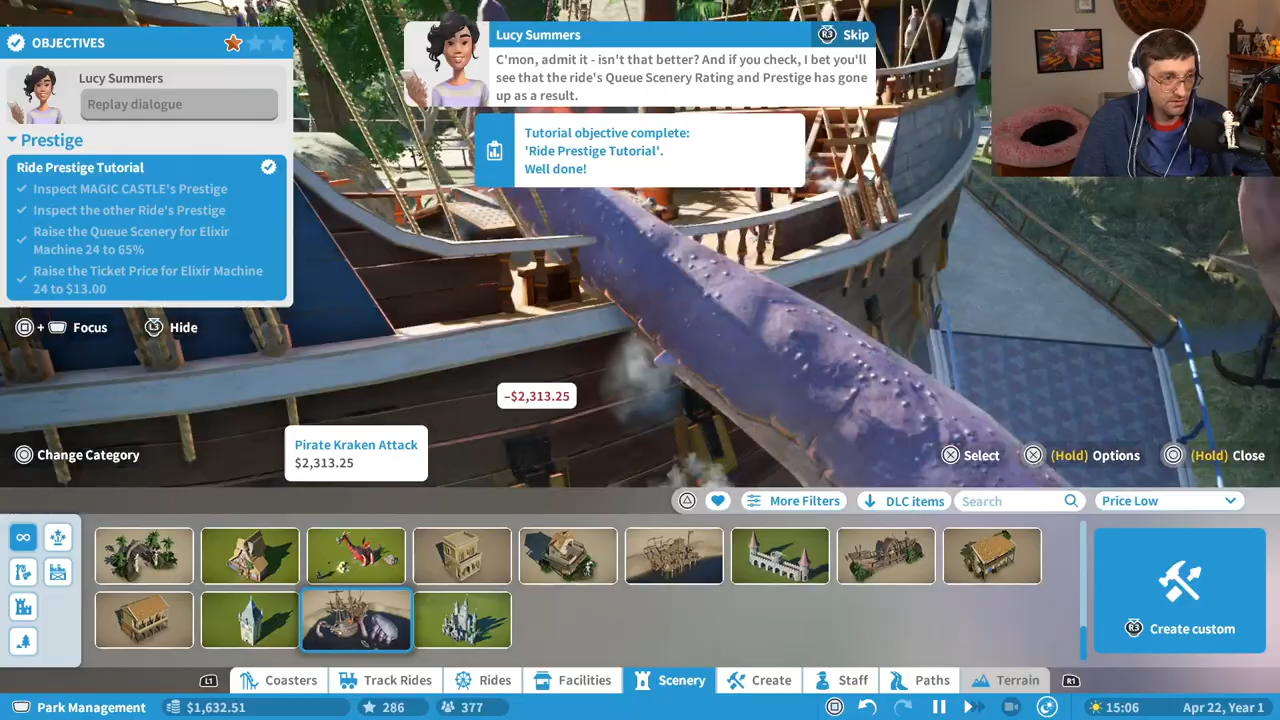 OBJECTIVES
Lucy Summers
Replay dialogue
Prestige
Ride Prestige Tutorial
Inspect MAGIC CASTLE's Prestige
Inspect the other Ride's Prestige
Raise the Queue Scenery for Elixir
Machine 24 to 65%
Raise the Ticket Price for Elixir Machine
24 to $13.00
+ Focus
L3 Hide
Lucy Summers
R3 Skip
C'mon, admit it - isn't that better? And if you check, I bet you'll
see that the ride's Queue Scenery Rating and Prestige has gone
up as a result.
Tutorial objective complete:
'Ride Prestige Tutorial'.
Well done!
–$2,313.25
Pirate Kraken Attack
$2,313.25
Change Category
Select
(Hold) Options
(Hold) Close
More Filters
DLC items
Search
Price Low
R3 Create custom
L1
Coasters
Track Rides
Rides
Facilities
Scenery
Create
Staff
Paths
Terrain
R1
Park Management
$1,632.51
286
377
15:06
Apr 22, Year 1